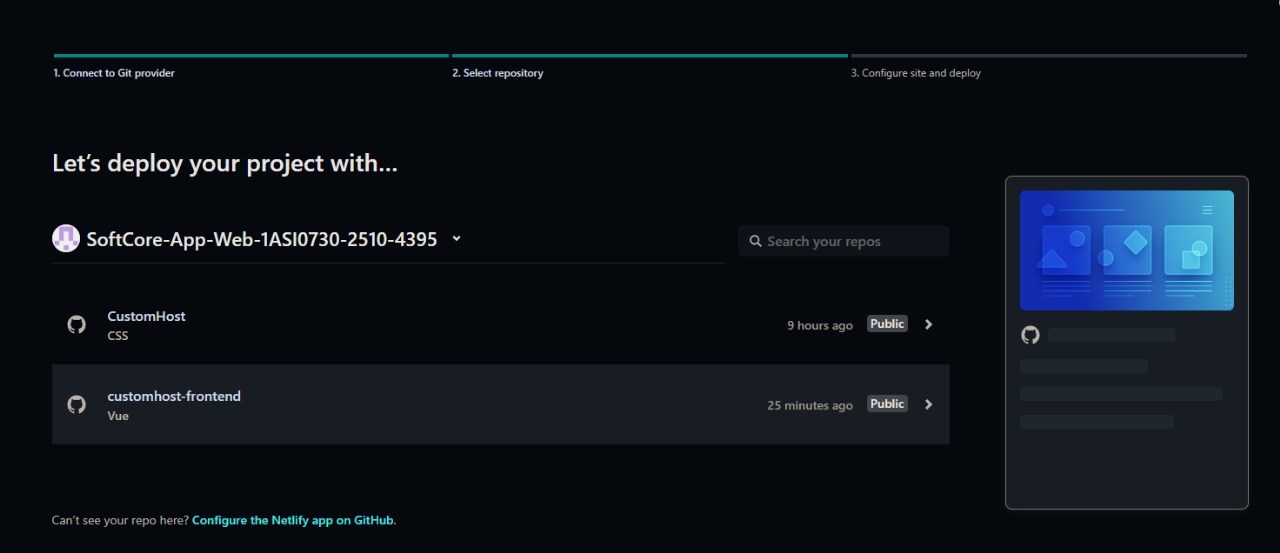 1. Connect to Git provider
2. Select repository
3. Configure site and deploy
Let's deploy your project with...
SoftCore-App-Web-1ASI0730-2510-4395
Search your repos
CustomHost
CSS
9 hours ago
Public
customhost-frontend
Vue
25 minutes ago
Public
Can't see your repo here? Configure the Netlify app on GitHub.